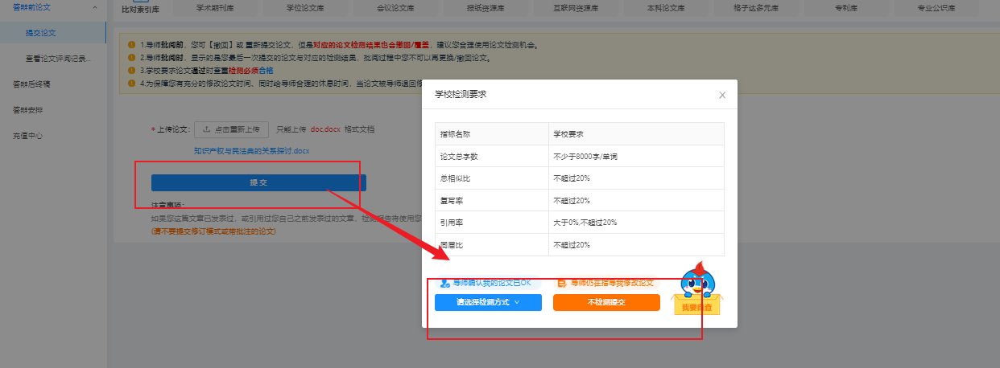 答辩前论文
提交论文
查看论文评阅记录...
答辩后终稿
答辩安排
充值中心
比对索引库 学术期刊库 学位论文库 会议论文库 报纸资源库 互联网资源库 本科论文库 格子达多元库 专利库 专业公识库
1.导师批阅前，您可【撤回】或 重新提交论文，但是对应的论文检测结果也会撤回/覆盖，建议您合理使用论文检测机会。
2.导师批阅时，显示的是您最后一次提交的论文与对应的检测结果，批阅过程中您不可以再更换/撤回论文。
3.学校要求论文通过时查重检测必须合格
4.为保障您有充分的修改论文时间、同时给导师合理的休息时间，当论文被导师退回修
* 上传论文: 点击重新上传 只能上传 doc,docx 格式文档
知识产权与民法典的关系探讨.docx
提 交
注意事项:
如果您这篇文章已发表过，或引用过您自己之前发表过的文章，检测报告将使用您
(请不要提交修订模式或带批注的论文)
学校检测要求
指标名称 学校要求
论文总字数 不少于8000字/单词
总相似比 不超过20%
复写率 不超过20%
引用率 大于0%,不超过20%
同届比 不超过20%
导师确认我的论文已OK 导师仍在指导我修改论文
请选择检测方式 不检测提交
我要自查